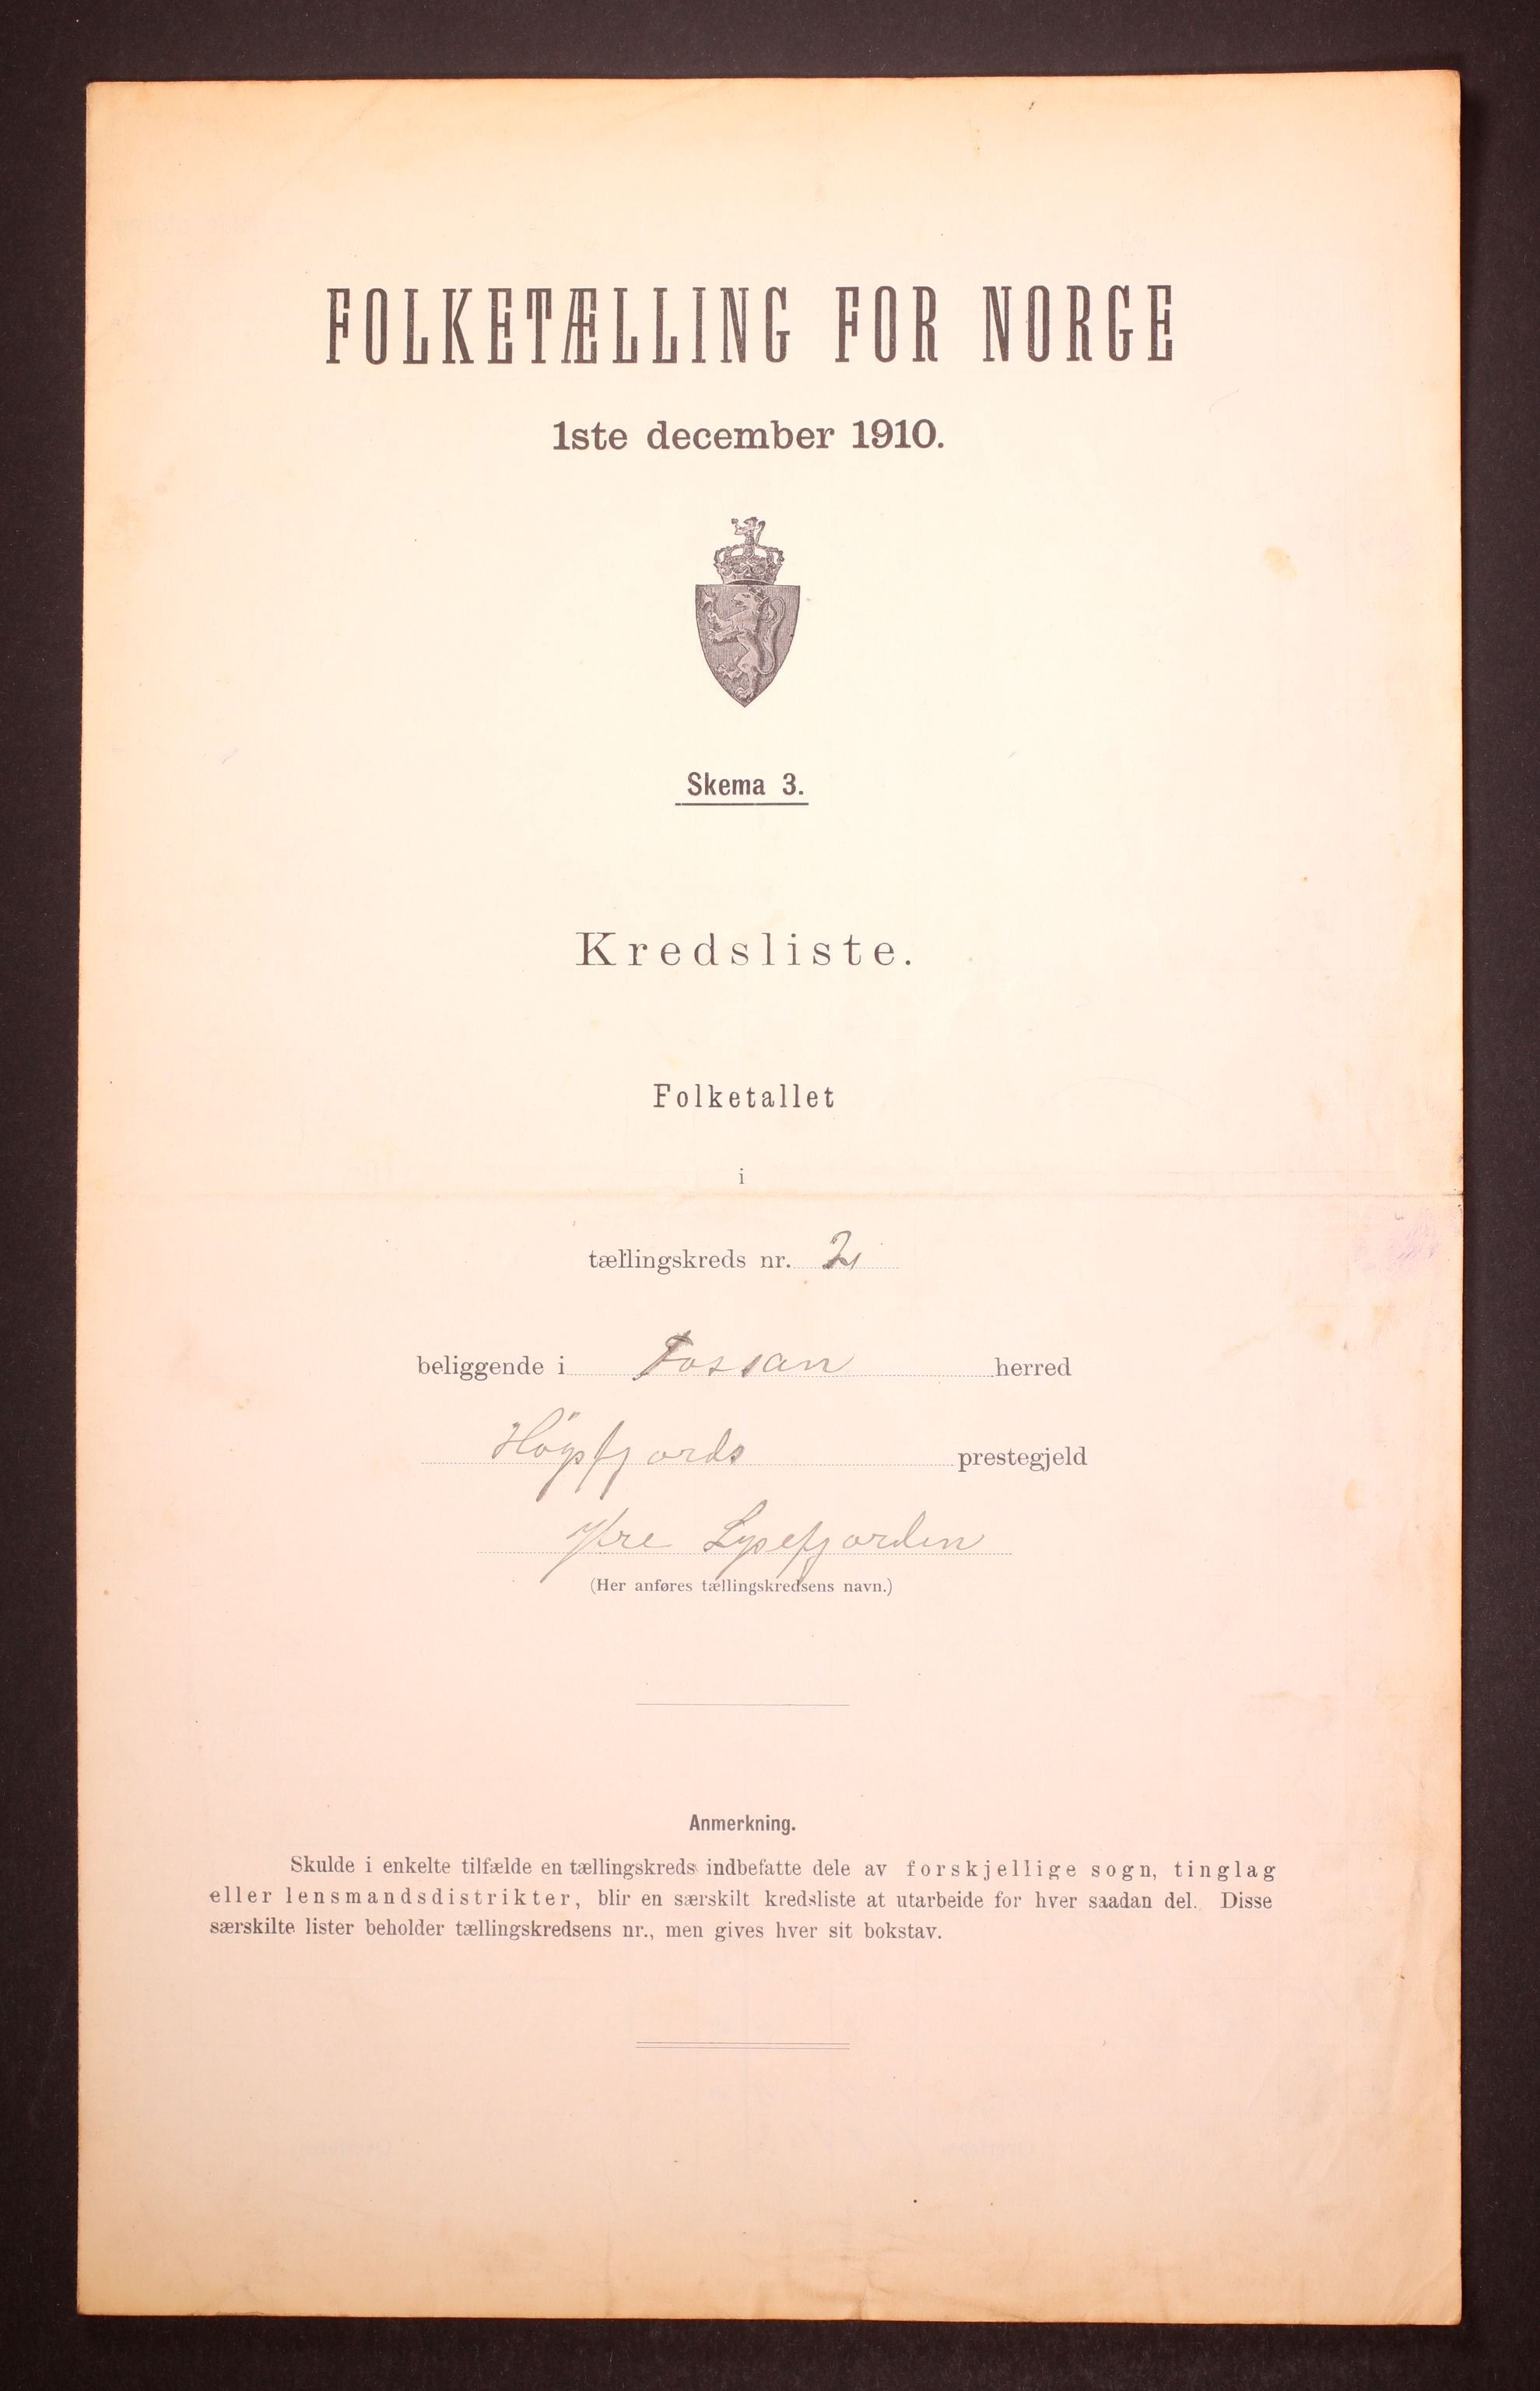 FOLKETÆLLING FOR NORGE
1ste december 1910.
Skema 3.
Kredsliste.
Folketallet
i
tællingskreds nr. 2
beliggende i Fossan herred
Høgsfjords prestegjeld
Ytre Lysefjorden
(Her anføres tællingskredsens navn.)
Anmerkning.
Skulde i enkelte tilfælde en tællingskreds indbefatte dele av forskjellige sogn, tinglag
eller lensmandsdistrikter, blir en særskilt kredsliste at utarbeide for hver saadan del. Disse
særskilte lister beholder tællingskredsens nr., men gives hver sit bokstav.